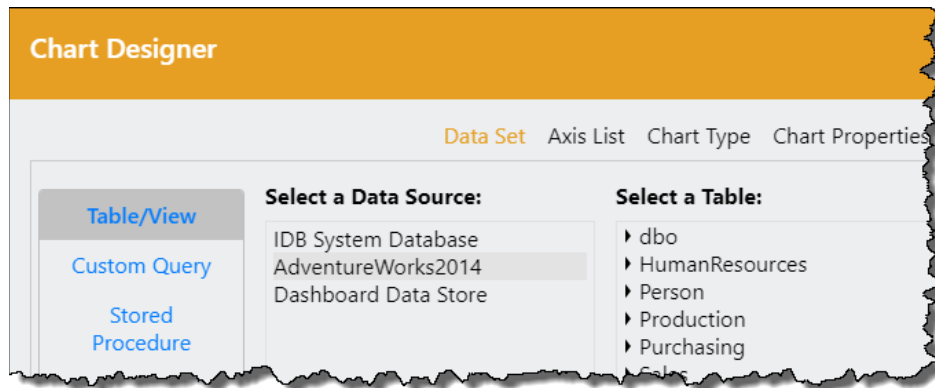 Chart Designer
Data Set Axis List Chart Type Chart Properties
Table/View
Custom Query
Stored
Procedure
Select a Data Source:
IDB System Database
AdventureWorks2014
Dashboard Data Store
Select a Table:
dbo
HumanResources
Person
Production
Purchasing
Sales